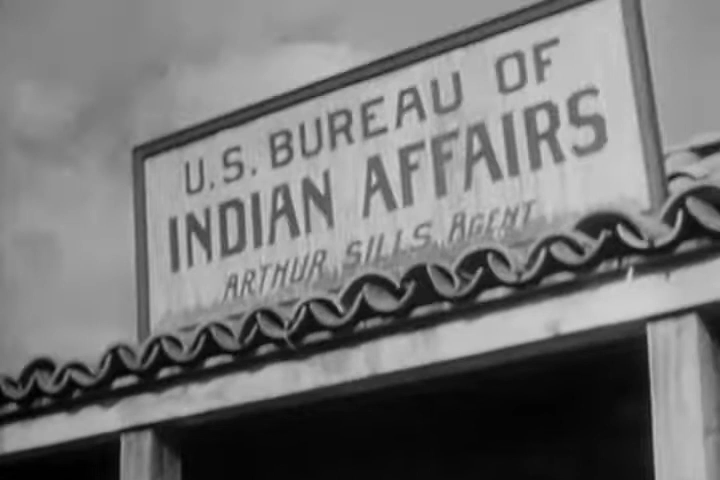 U.S. BUREAU OF
INDIAN AFFAIRS
ARTHUR SILLS AGENT